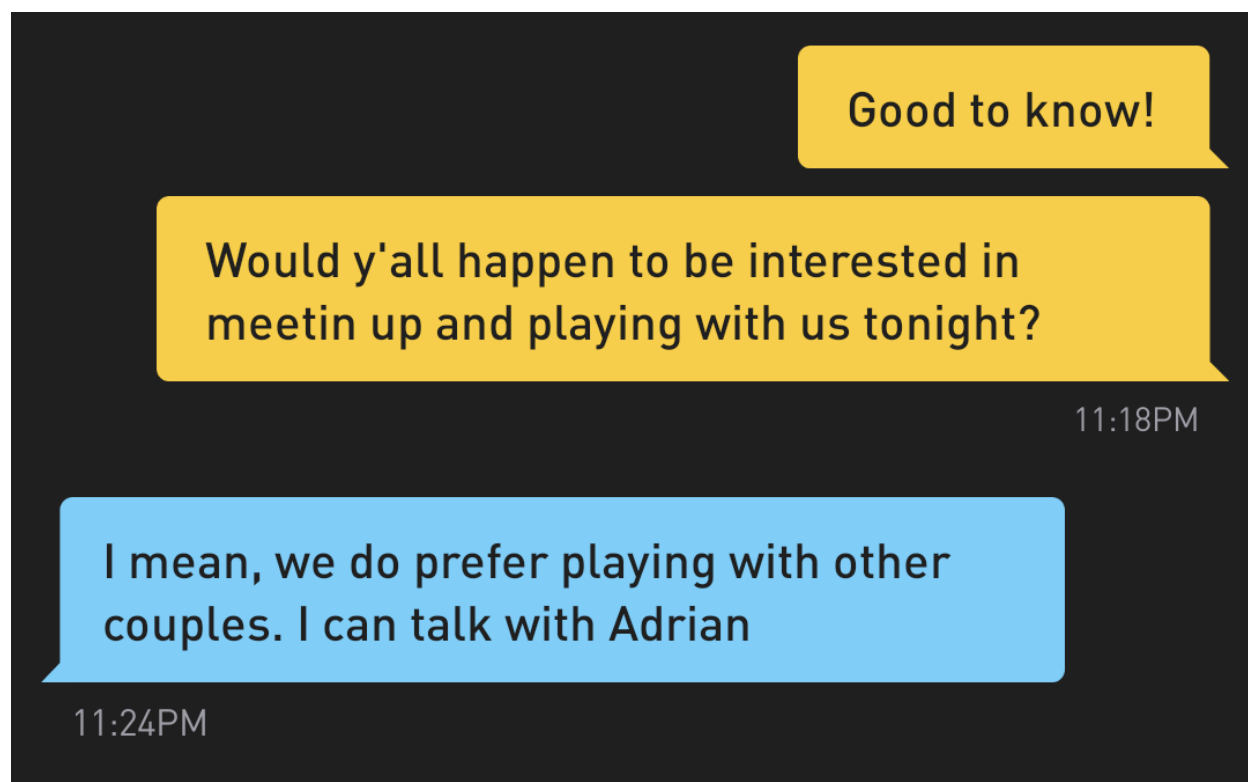 Good to know!
Would y'all happen to be interested in
meetin up and playing with us tonight?
11:18PM
I mean, we do prefer playing with other
couples. I can talk with Adrian
11:24PM